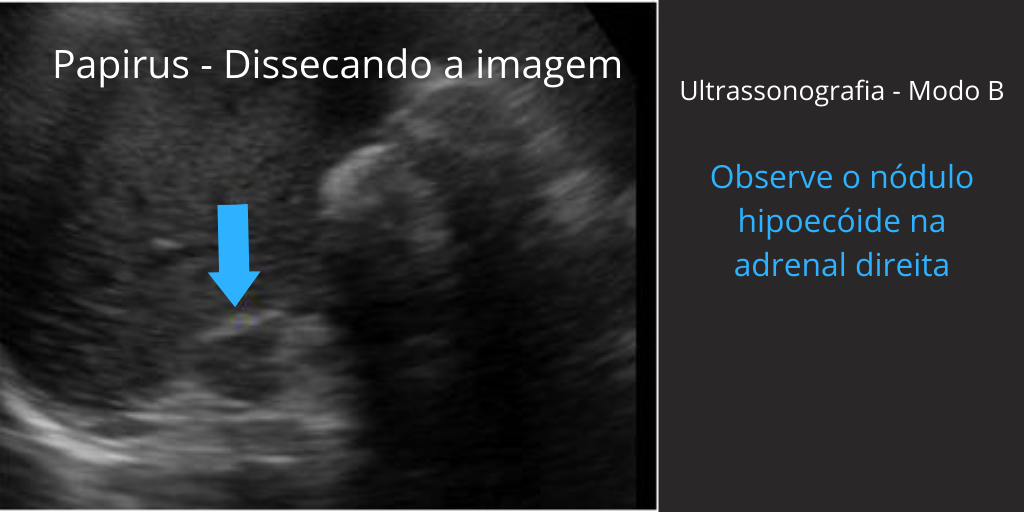 Papirus - Dissecando a imagem
Ultrassonografia - Modo B
Observe o nódulo
hipoecóide na
adrenal direita